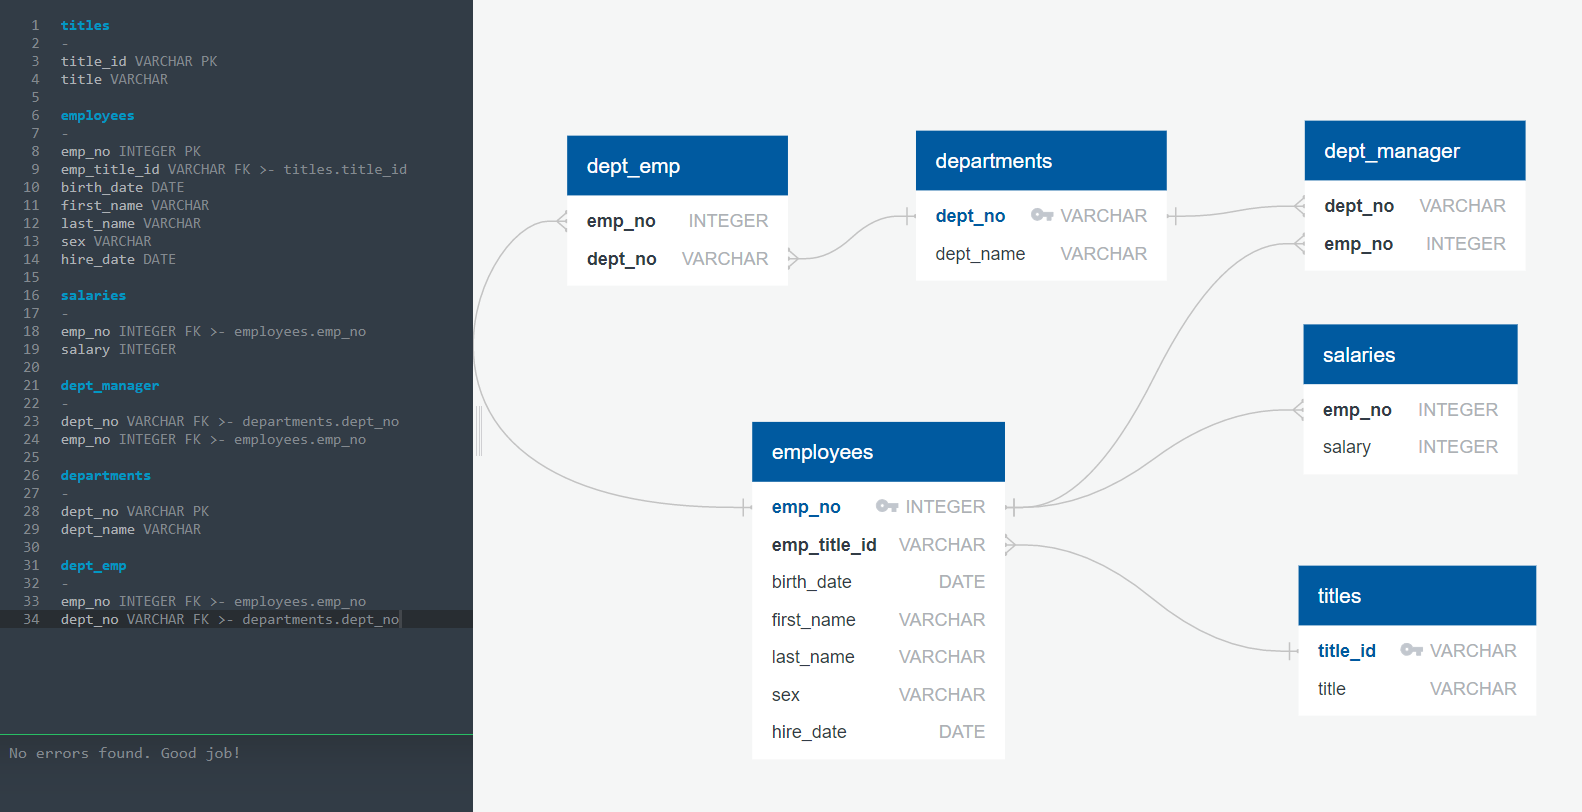 1 titles
2 -
3 title_id VARCHAR PK
4 title VARCHAR
5
6 employees
7 -
8 emp_no INTEGER PK
9 emp_title_id VARCHAR FK >- titles.title_id
10 birth_date DATE
11 first_name VARCHAR
12 last_name VARCHAR
13 sex VARCHAR
14 hire_date DATE
15
16 salaries
17 -
18 emp_no INTEGER FK >- employees.emp_no
19 salary INTEGER
20
21 dept_manager
22 -
23 dept_no VARCHAR FK >- departments.dept_no
24 emp_no INTEGER FK >- employees.emp_no
25
26 departments
27 -
28 dept_no VARCHAR PK
29 dept_name VARCHAR
30
31 dept_emp
32 -
33 emp_no INTEGER FK >- employees.emp_no
34 dept_no VARCHAR FK >- departments.dept_no
No errors found. Good job!
dept_emp
emp_no INTEGER
dept_no VARCHAR
departments
dept_no VARCHAR
dept_name VARCHAR
dept_manager
dept_no VARCHAR
emp_no INTEGER
salaries
emp_no INTEGER
salary INTEGER
employees
emp_no INTEGER
emp_title_id VARCHAR
birth_date DATE
first_name VARCHAR
last_name VARCHAR
sex VARCHAR
hire_date DATE
titles
title_id VARCHAR
title VARCHAR